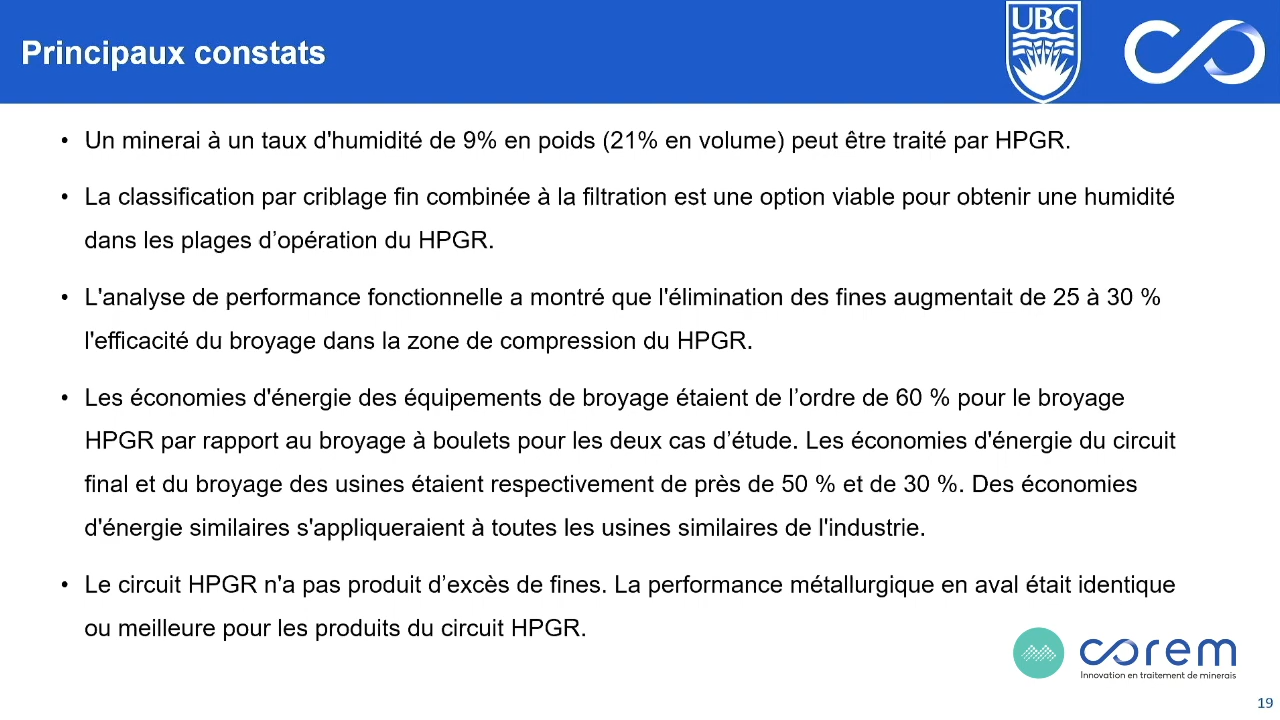 Principaux constats
UBC
• Un minerai à un taux d'humidité de 9% en poids (21% en volume) peut être traité par HPGR.
• La classification par criblage fin combinée à la filtration est une option viable pour obtenir une humidité
dans les plages d’opération du HPGR.
• L'analyse de performance fonctionnelle a montré que l'élimination des fines augmentait de 25 à 30 %
l'efficacité du broyage dans la zone de compression du HPGR.
• Les économies d'énergie des équipements de broyage étaient de l’ordre de 60 % pour le broyage
HPGR par rapport au broyage à boulets pour les deux cas d’étude. Les économies d'énergie du circuit
final et du broyage des usines étaient respectivement de près de 50 % et de 30 %. Des économies
d'énergie similaires s'appliqueraient à toutes les usines similaires de l'industrie.
• Le circuit HPGR n'a pas produit d’excès de fines. La performance métallurgique en aval était identique
ou meilleure pour les produits du circuit HPGR.
corem
Innovation en traitement de minerais
19